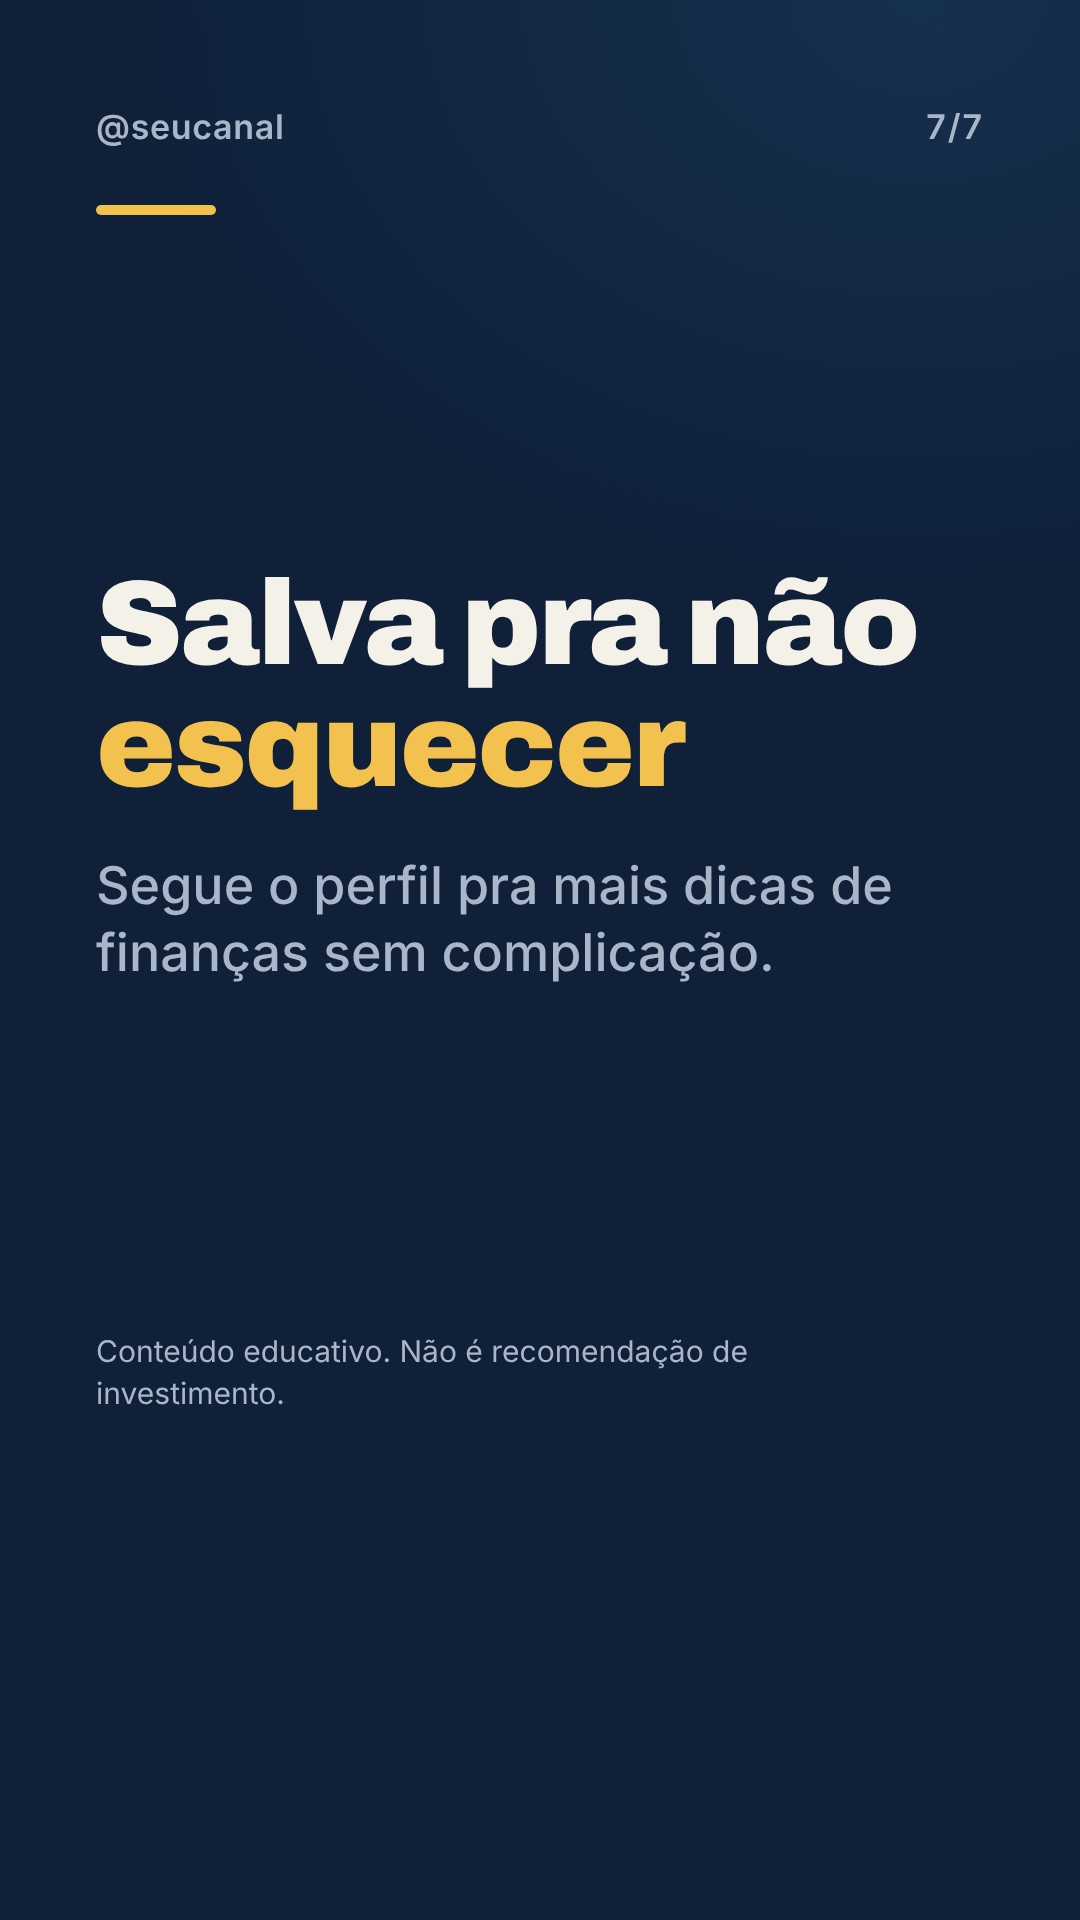 @seucanal
7/7
Salva pra não
esquecer
Segue o perfil pra mais dicas de
finanças sem complicação.
Conteúdo educativo. Não é recomendação de
investimento.